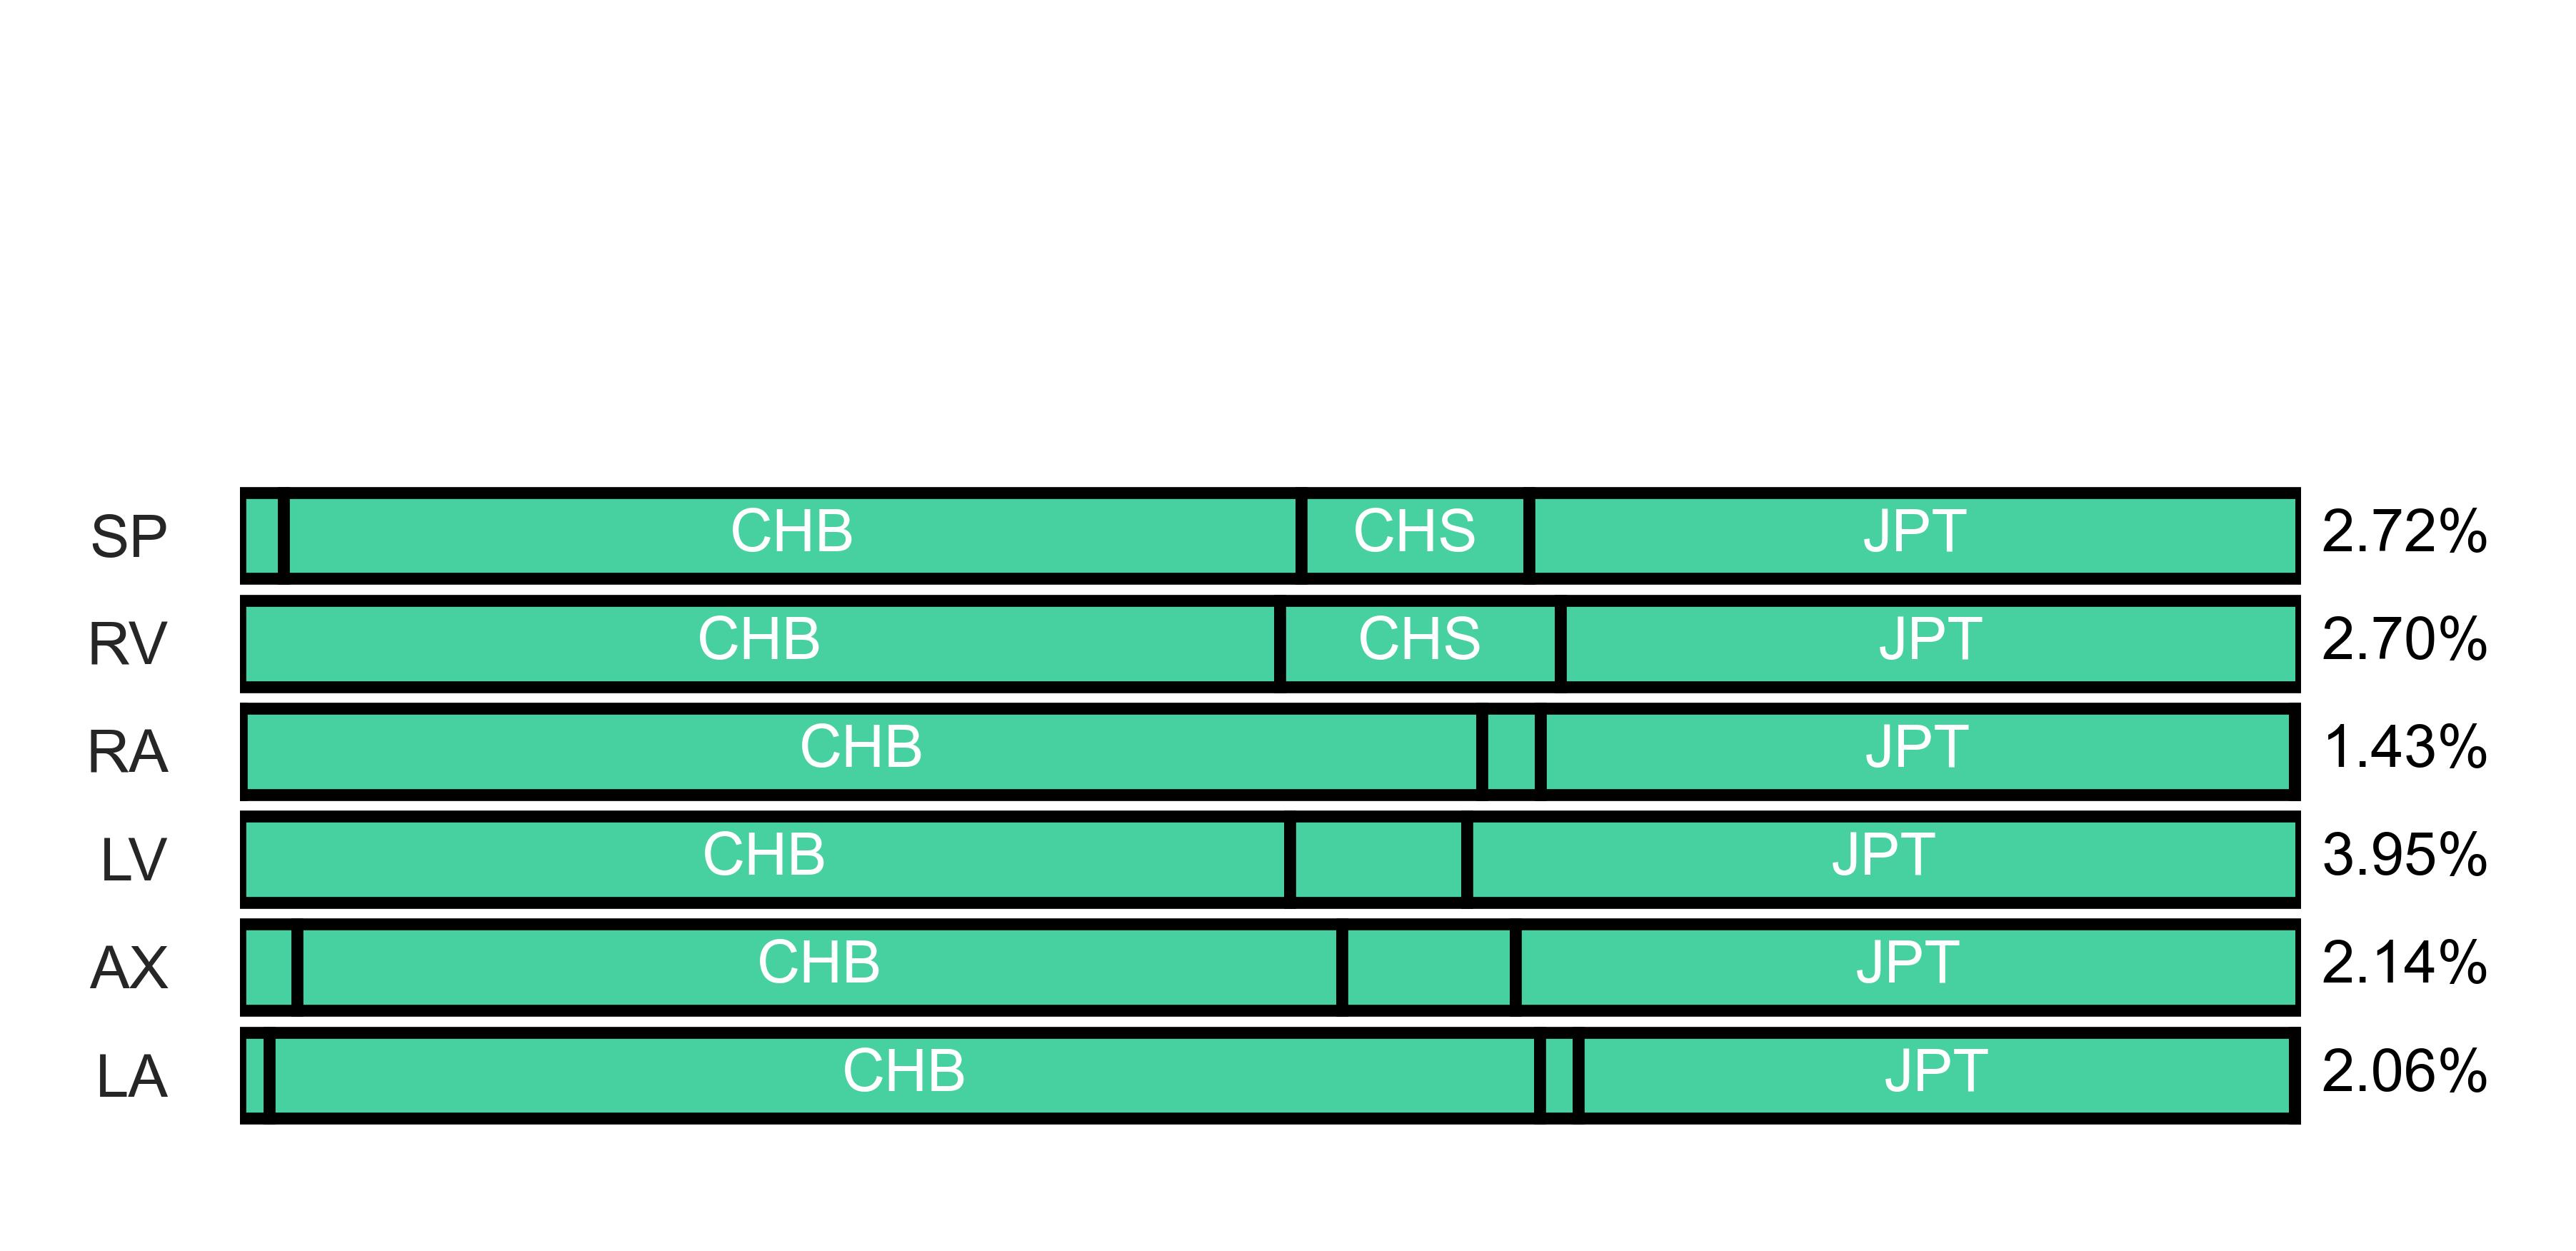 SP CHB CHS JPT 2.72%
RV CHB CHS JPT 2.70%
RA CHB JPT 1.43%
LV CHB JPT 3.95%
AX CHB JPT 2.14%
LA CHB JPT 2.06%